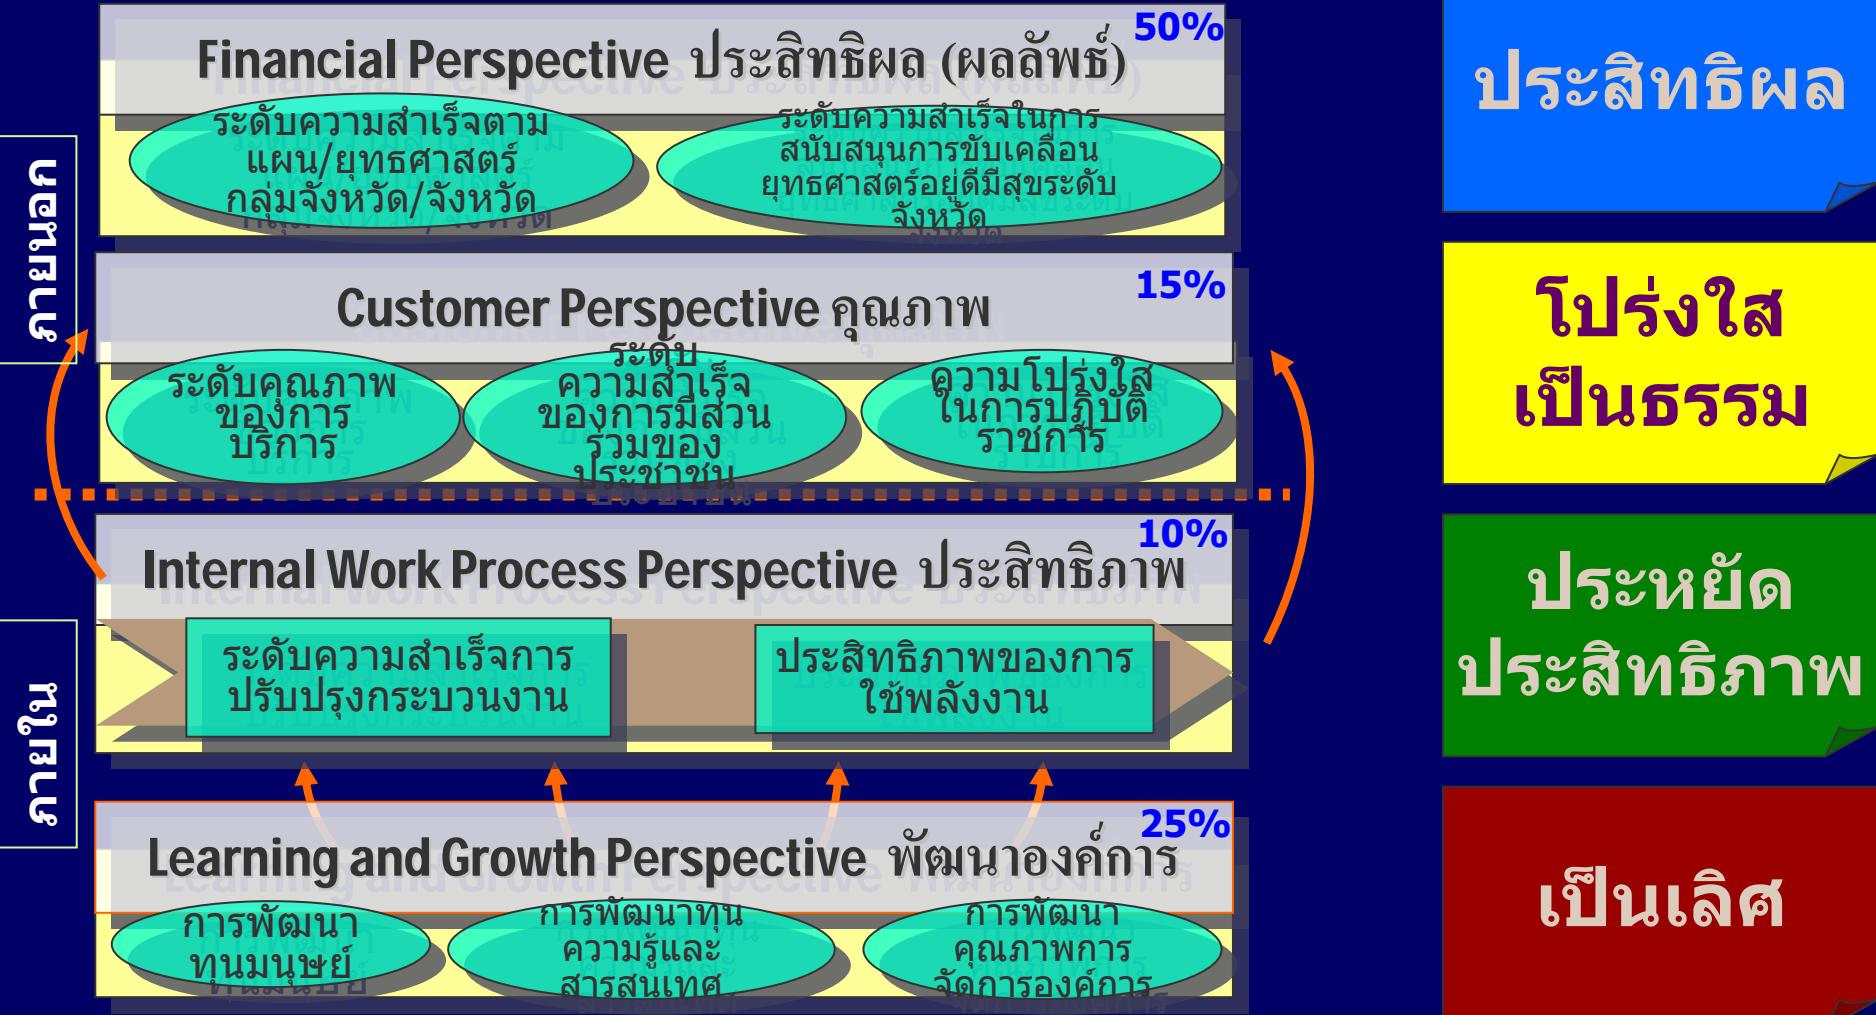 50%
Financial Perspective ประสิทธิผล (ผลลัพธ์)
ระดับความสำเร็จตาม
แผน/ยุทธศาสตร์
กลุ่มจังหวัด/จังหวัด
ระดับความสำเร็จในการ
สนับสนุนการขับเคลื่อน
ยุทธศาสตร์อยู่ดีมีสุขระดับ
จังหวัด
ประสิทธิผล
ภายนอก
15%
Customer Perspective คุณภาพ
ระดับคุณภาพ
ของการ
บริการ
ระดับ
ความสำเร็จ
ของการมีส่วน
ร่วมของ
ประชาชน
ความโปร่งใส
ในการปฏิบัติ
ราชการ
โปร่งใส
เป็นธรรม
10%
Internal Work Process Perspective ประสิทธิภาพ
ระดับความสำเร็จการ
ปรับปรุงกระบวนงาน
ประสิทธิภาพของการ
ใช้พลังงาน
ประหยัด
ประสิทธิภาพ
ภายใน
25%
Learning and Growth Perspective พัฒนาองค์การ
การพัฒนา
ทุนมนุษย์
การพัฒนาทุน
ความรู้และ
สารสนเทศ
การพัฒนา
คุณภาพการ
จัดการองค์การ
เป็นเลิศ